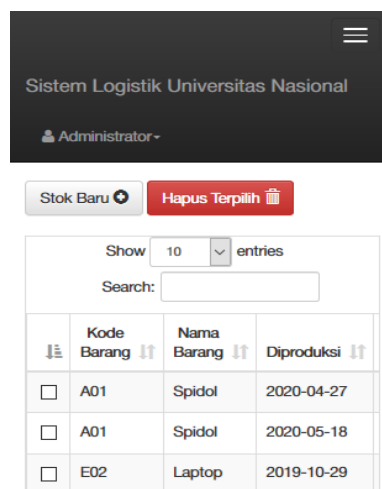 Sistem Logistik Universitas Nasional
Administrator
Stok Baru Hapus Terpilih
Show 10 entries
Search:
Kode Barang Nama Barang Diproduksi
A01 Spidol 2020-04-27
A01 Spidol 2020-05-18
E02 Laptop 2019-10-29